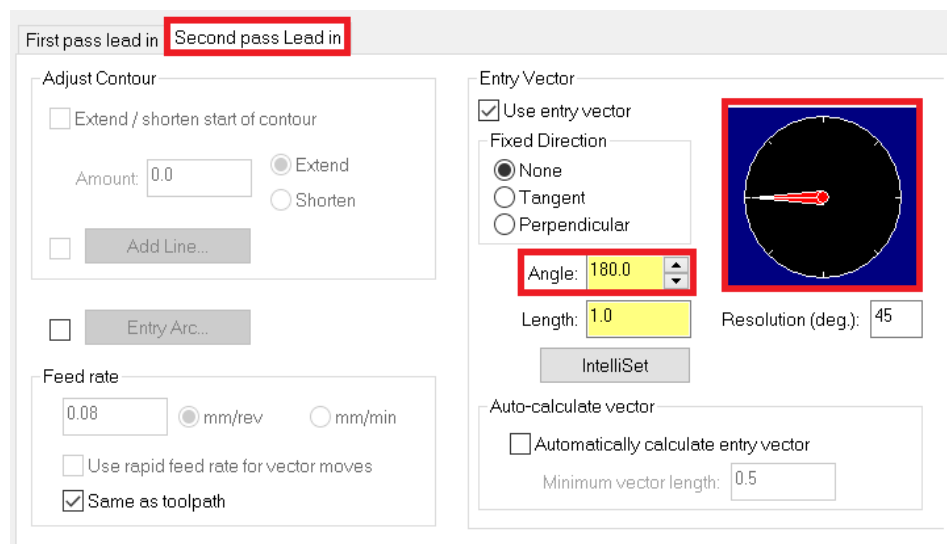 First pass lead in
Second pass Lead in
Adjust Contour
Extend / shorten start of contour
Amount: 0.0
Extend
Shorten
Add Line...
Entry Arc...
Feed rate
0.08
mm/rev
mm/min
Use rapid feed rate for vector moves
Same as toolpath
Entry Vector
Use entry vector
Fixed Direction
None
Tangent
Perpendicular
Angle: 180.0
Length: 1.0
Resolution (deg.): 45
IntelliSet
Auto-calculate vector
Automatically calculate entry vector
Minimum vector length: 0.5